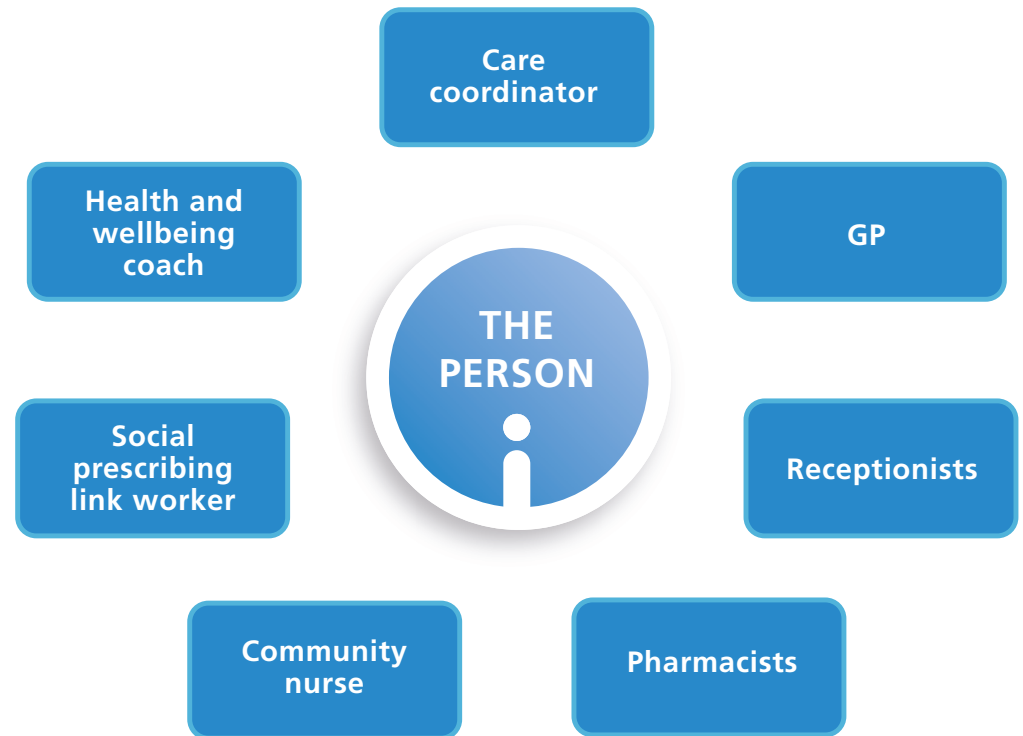 Care
coordinator
Health and
wellbeing
coach
GP
THE
PERSON
Social
prescribing
link worker
Receptionists
Community
nurse
Pharmacists